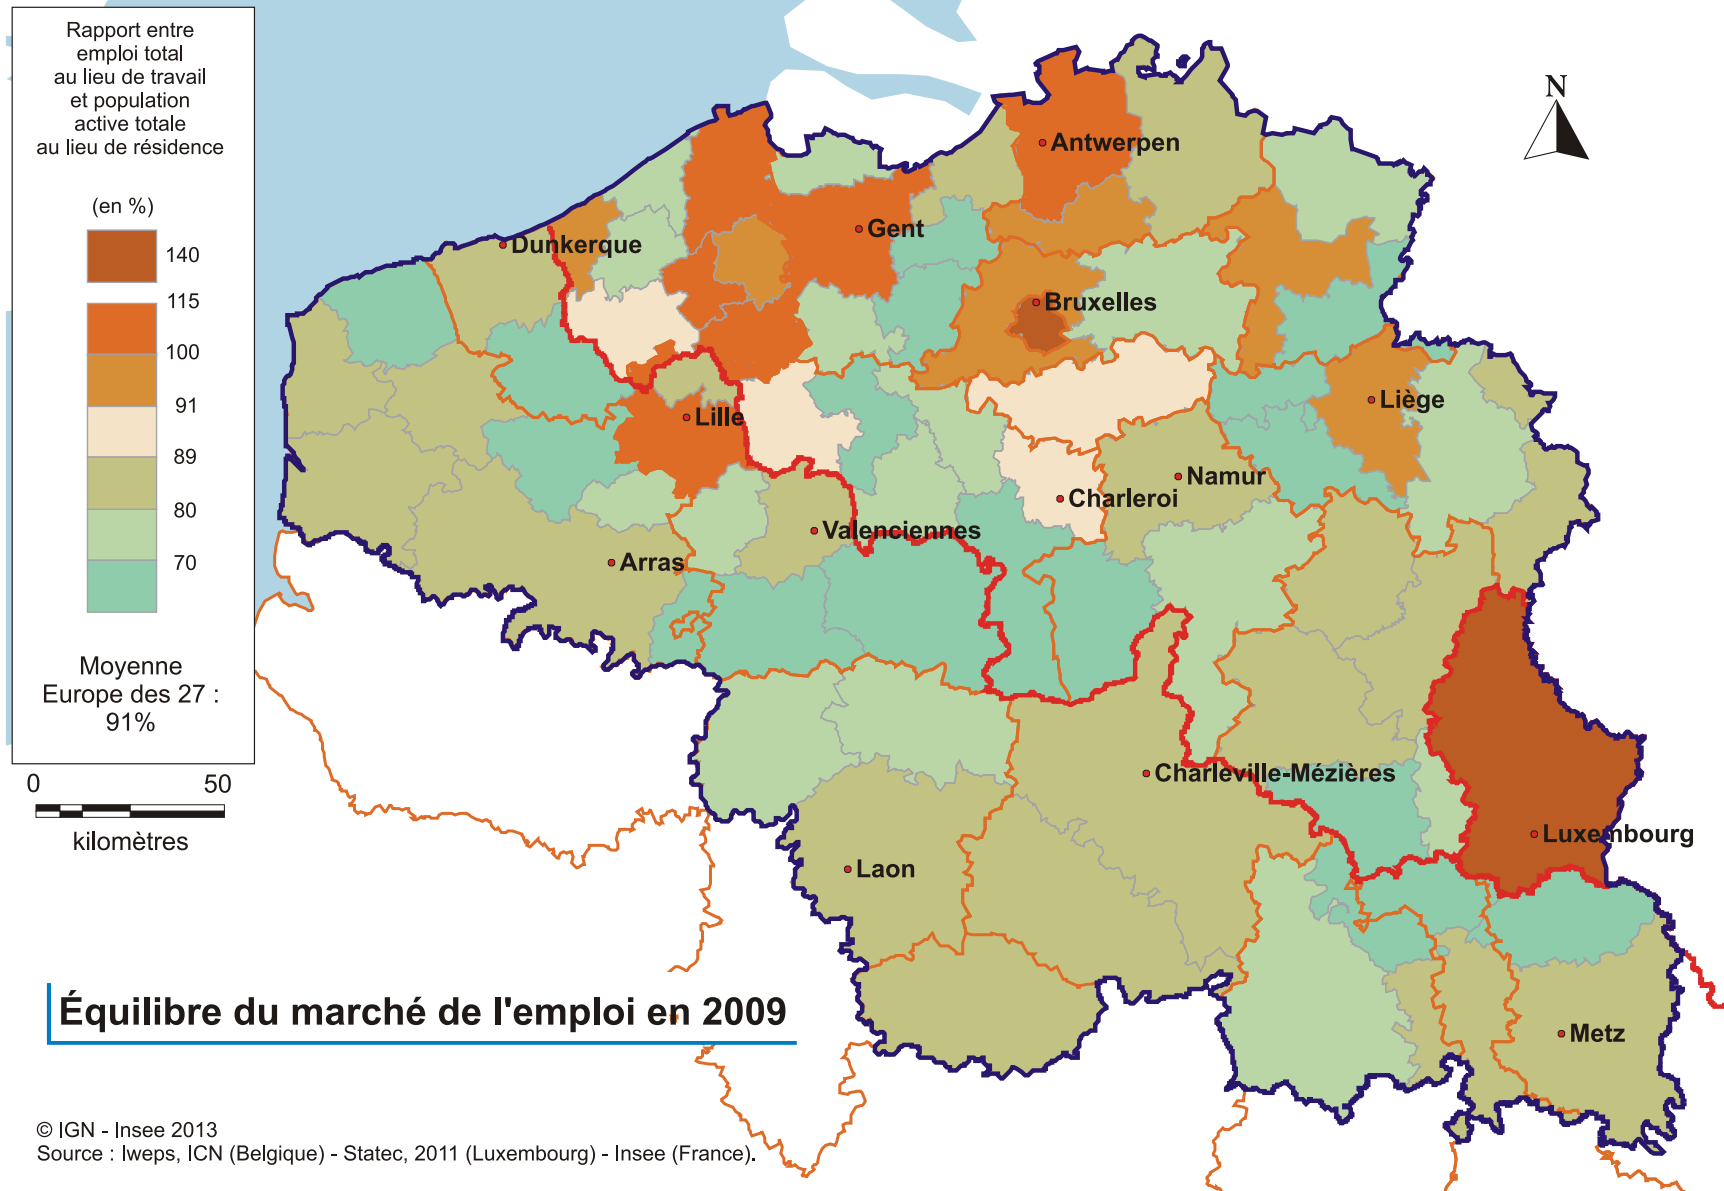 Rapport entre
emploi total
au lieu de travail
et population
active totale
au lieu de résidence
(en %)
140
115
100
91
89
80
70
Moyenne
Europe des 27 :
91%
0 50
kilomètres
N
Antwerpen
Gent
Dunkerque
Bruxelles
Liège
Lille
Namur
Charleroi
Valenciennes
Arras
Charleville-Mézières
Luxembourg
Laon
Metz
Équilibre du marché de l'emploi en 2009
© IGN - Insee 2013
Source : Iweps, ICN (Belgique) - Statec, 2011 (Luxembourg) - Insee (France).